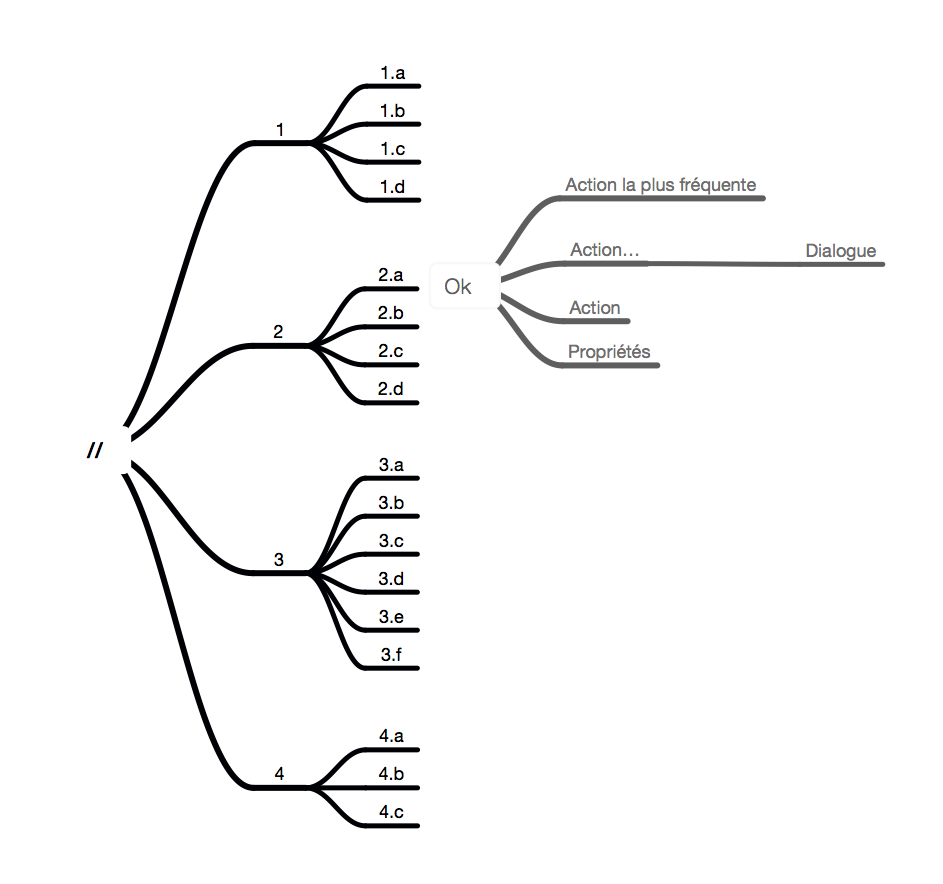 //
1
1.a
1.b
1.c
1.d
2
2.a
2.b
2.c
2.d
Ok
Action la plus fréquente
Action…
Dialogue
Action
Propriétés
3
3.a
3.b
3.c
3.d
3.e
3.f
4
4.a
4.b
4.c